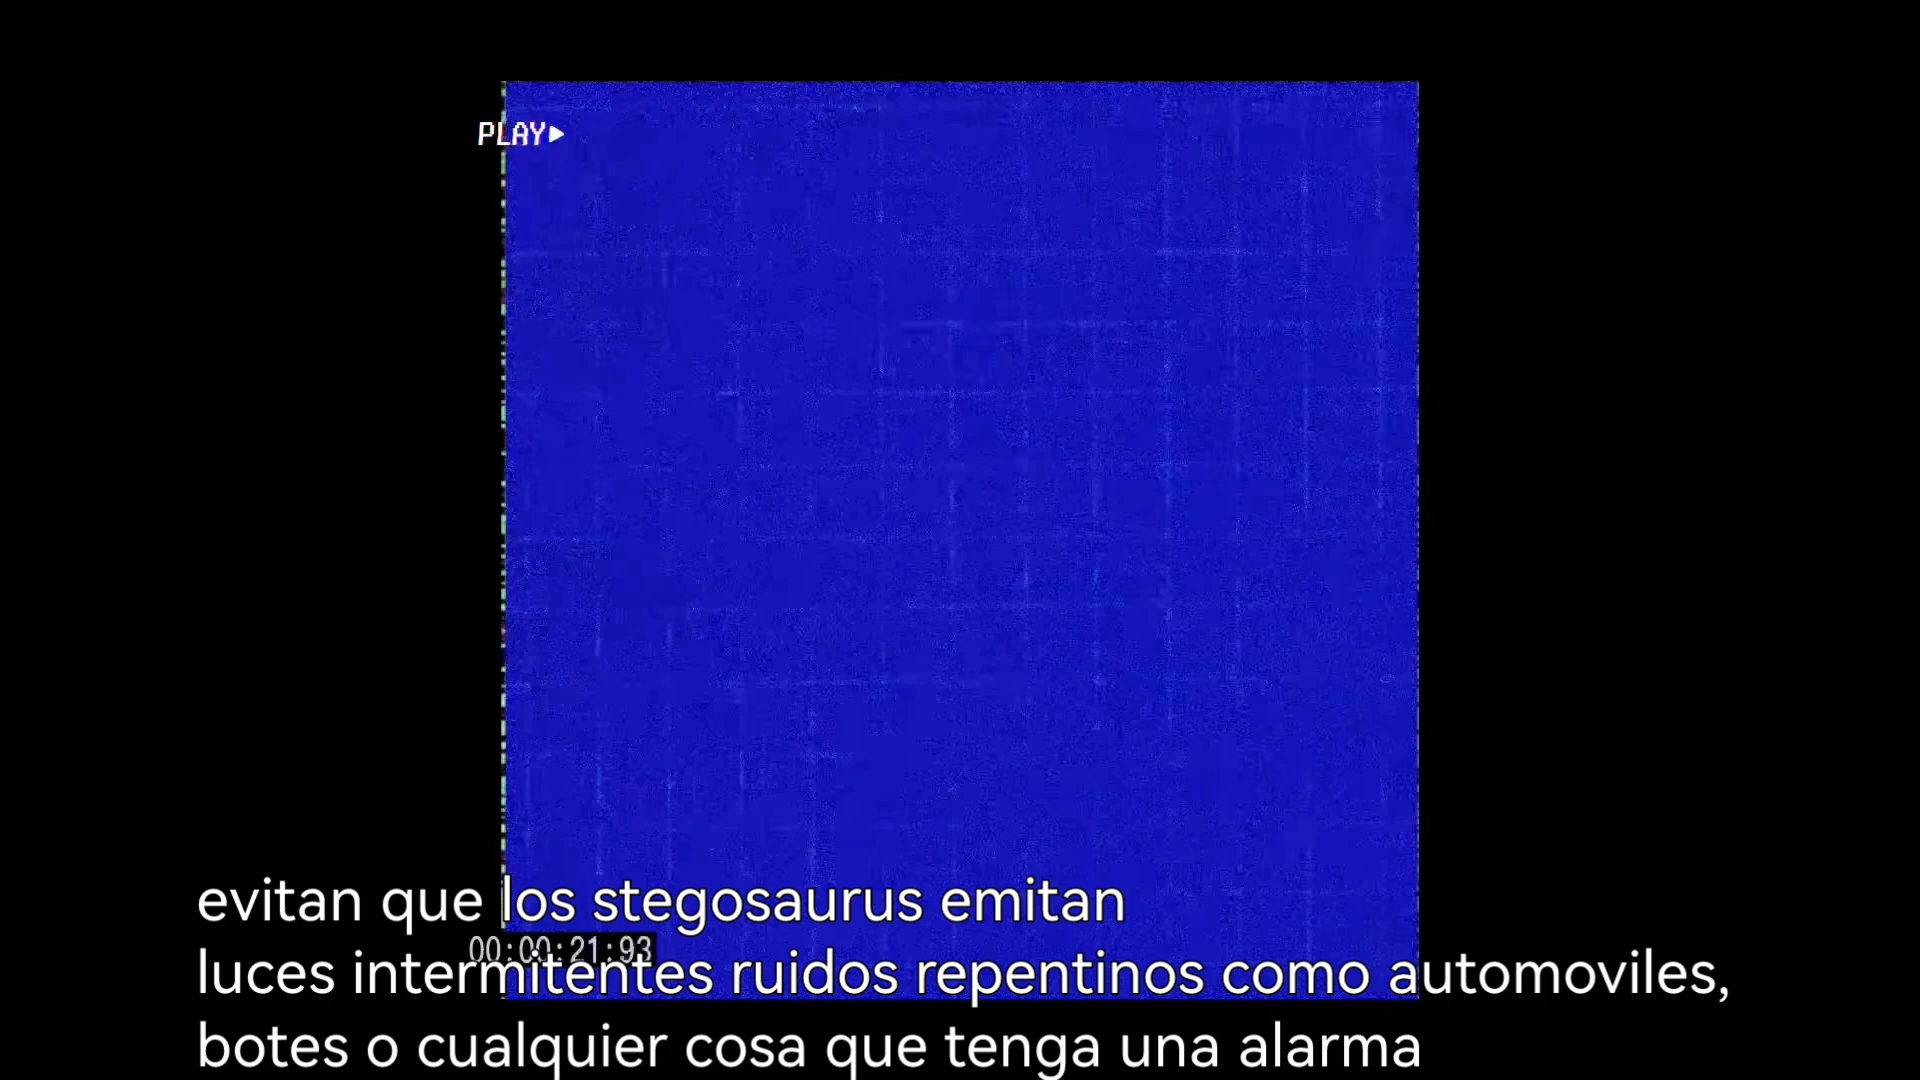 PLAY▶
evitan que los stegosaurus emitan
00:00:21:93
luces intermitentes ruidos repentinos como automoviles,
botes o cualquier cosa que tenga una alarma